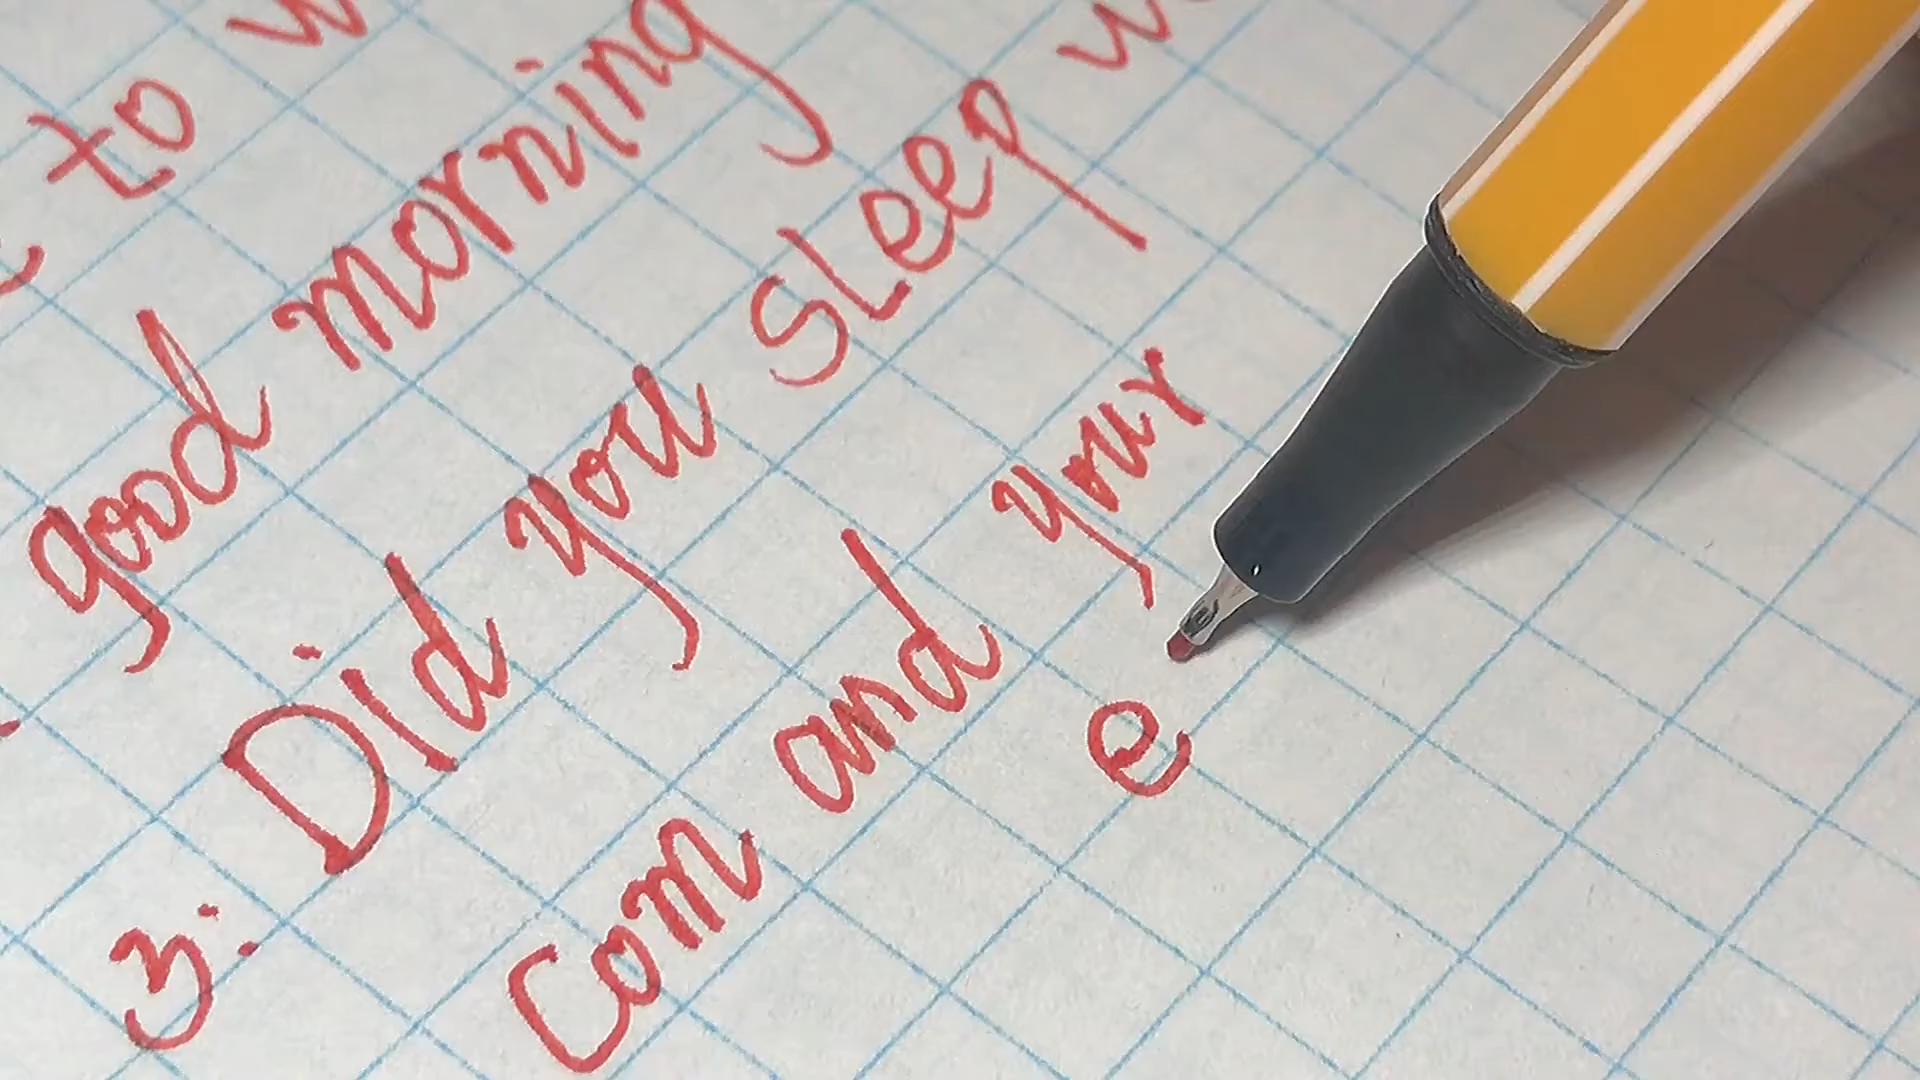 to w
good morning
3: Did you sleep w
Com and your
e